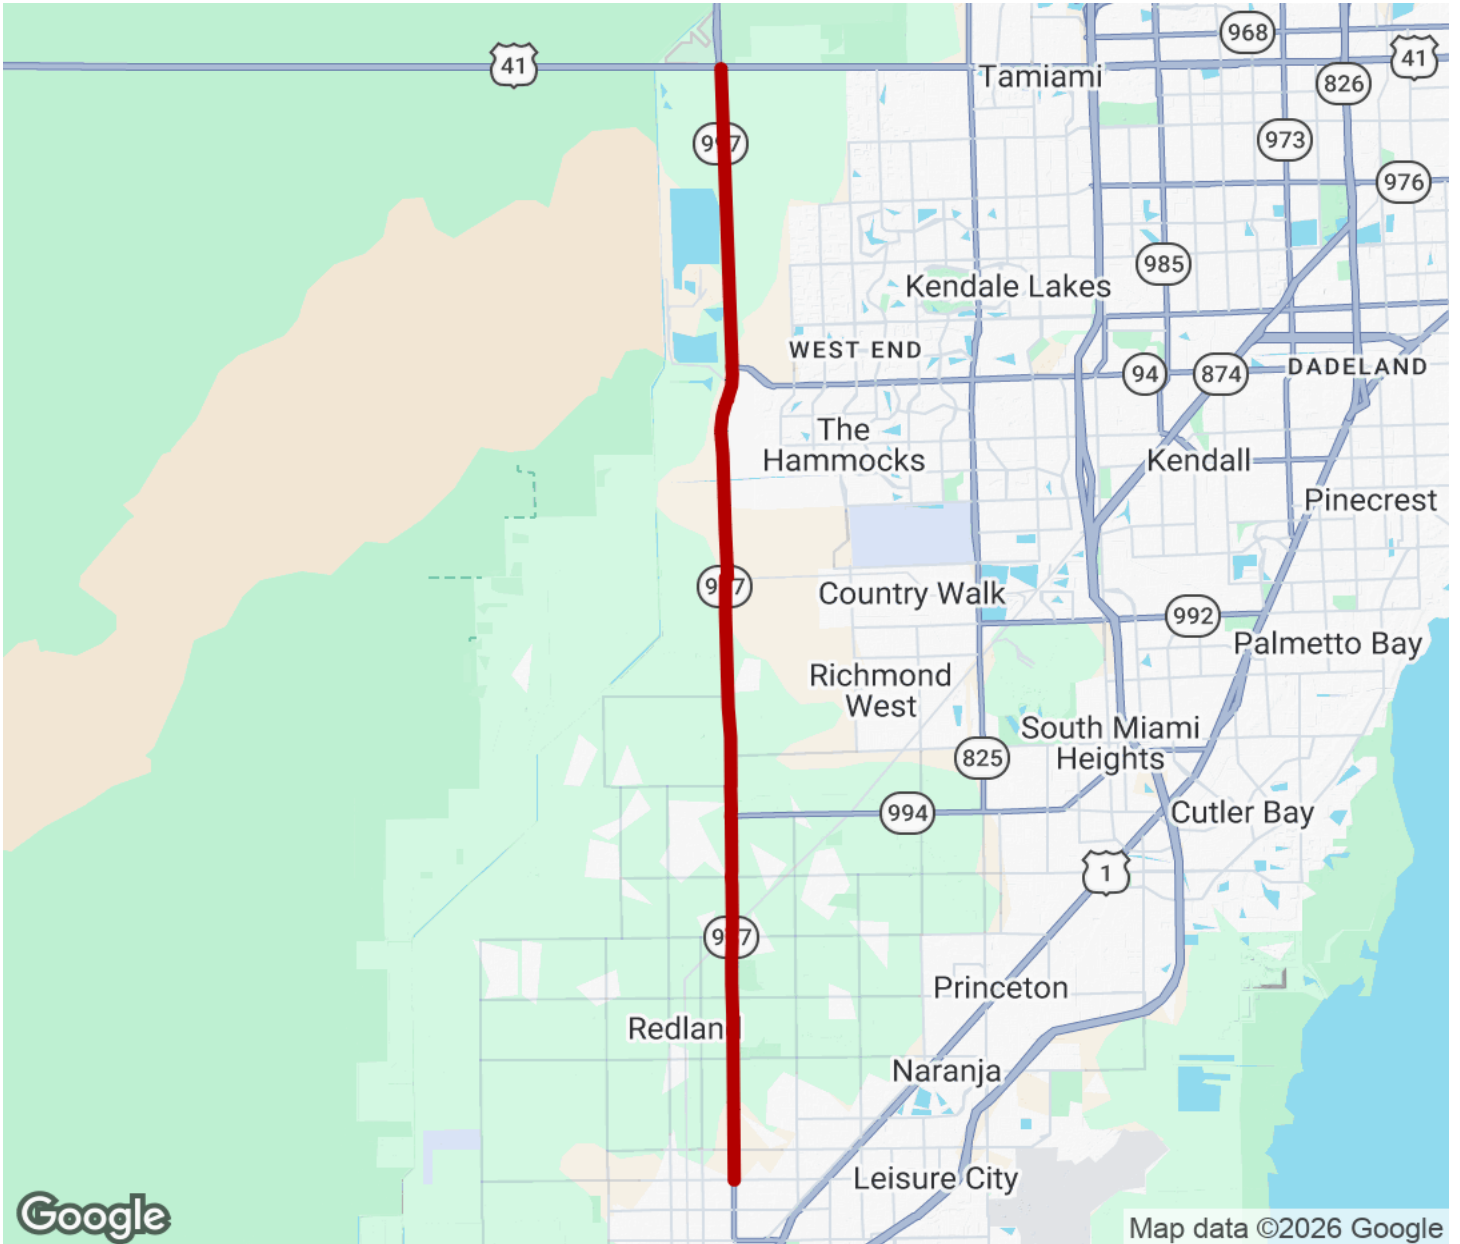 968
41
41
Tamiami
826
997
973
976
985
Kendale Lakes
WEST END
94
874
DADELAND
The
Hammocks
Kendall
Pinecrest
Country Walk
992
Palmetto Bay
Richmond
West
South Miami
Heights
825
994
Cutler Bay
1
Princeton
Naranja
Leisure City
Google
Map data ©2026 Google